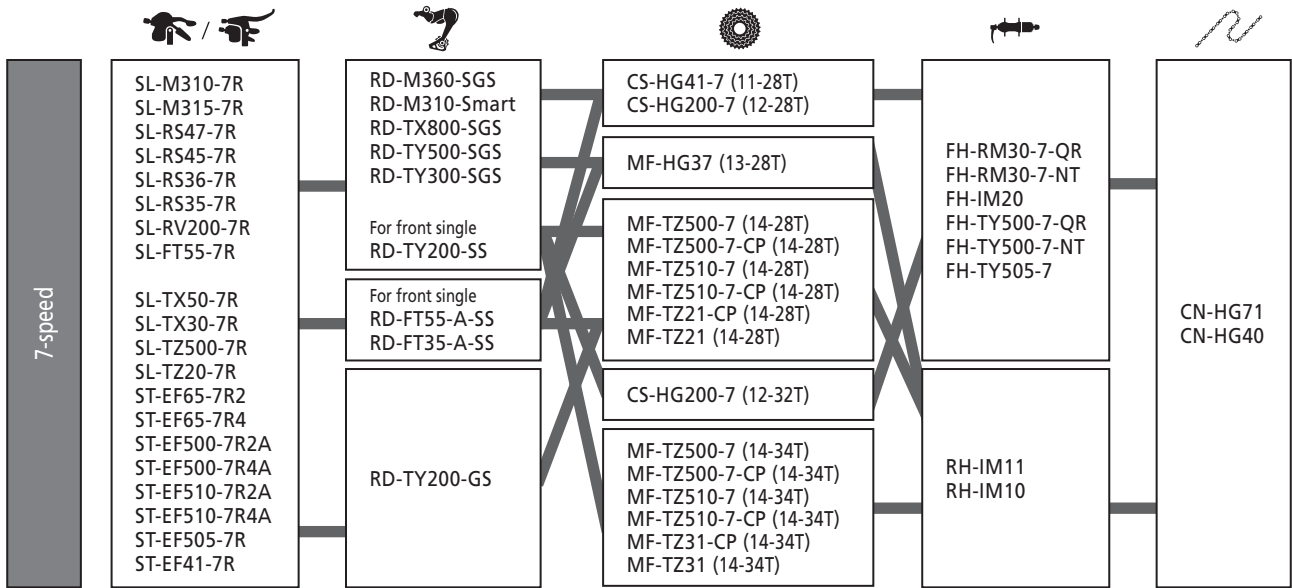 /
7-speed
SL-M310-7R
SL-M315-7R
SL-RS47-7R
SL-RS45-7R
SL-RS36-7R
SL-RS35-7R
SL-RV200-7R
SL-FT55-7R
SL-TX50-7R
SL-TX30-7R
SL-TZ500-7R
SL-TZ20-7R
ST-EF65-7R2
ST-EF65-7R4
ST-EF500-7R2A
ST-EF500-7R4A
ST-EF510-7R2A
ST-EF510-7R4A
ST-EF505-7R
ST-EF41-7R
RD-M360-SGS
RD-M310-Smart
RD-TX800-SGS
RD-TY500-SGS
RD-TY300-SGS
For front single
RD-TY200-SS
For front single
RD-FT55-A-SS
RD-FT35-A-SS
RD-TY200-GS
CS-HG41-7 (11-28T)
CS-HG200-7 (12-28T)
MF-HG37 (13-28T)
MF-TZ500-7 (14-28T)
MF-TZ500-7-CP (14-28T)
MF-TZ510-7 (14-28T)
MF-TZ510-7-CP (14-28T)
MF-TZ21-CP (14-28T)
MF-TZ21 (14-28T)
CS-HG200-7 (12-32T)
MF-TZ500-7 (14-34T)
MF-TZ500-7-CP (14-34T)
MF-TZ510-7 (14-34T)
MF-TZ510-7-CP (14-34T)
MF-TZ31-CP (14-34T)
MF-TZ31 (14-34T)
FH-RM30-7-QR
FH-RM30-7-NT
FH-IM20
FH-TY500-7-QR
FH-TY500-7-NT
FH-TY505-7
RH-IM11
RH-IM10
CN-HG71
CN-HG40